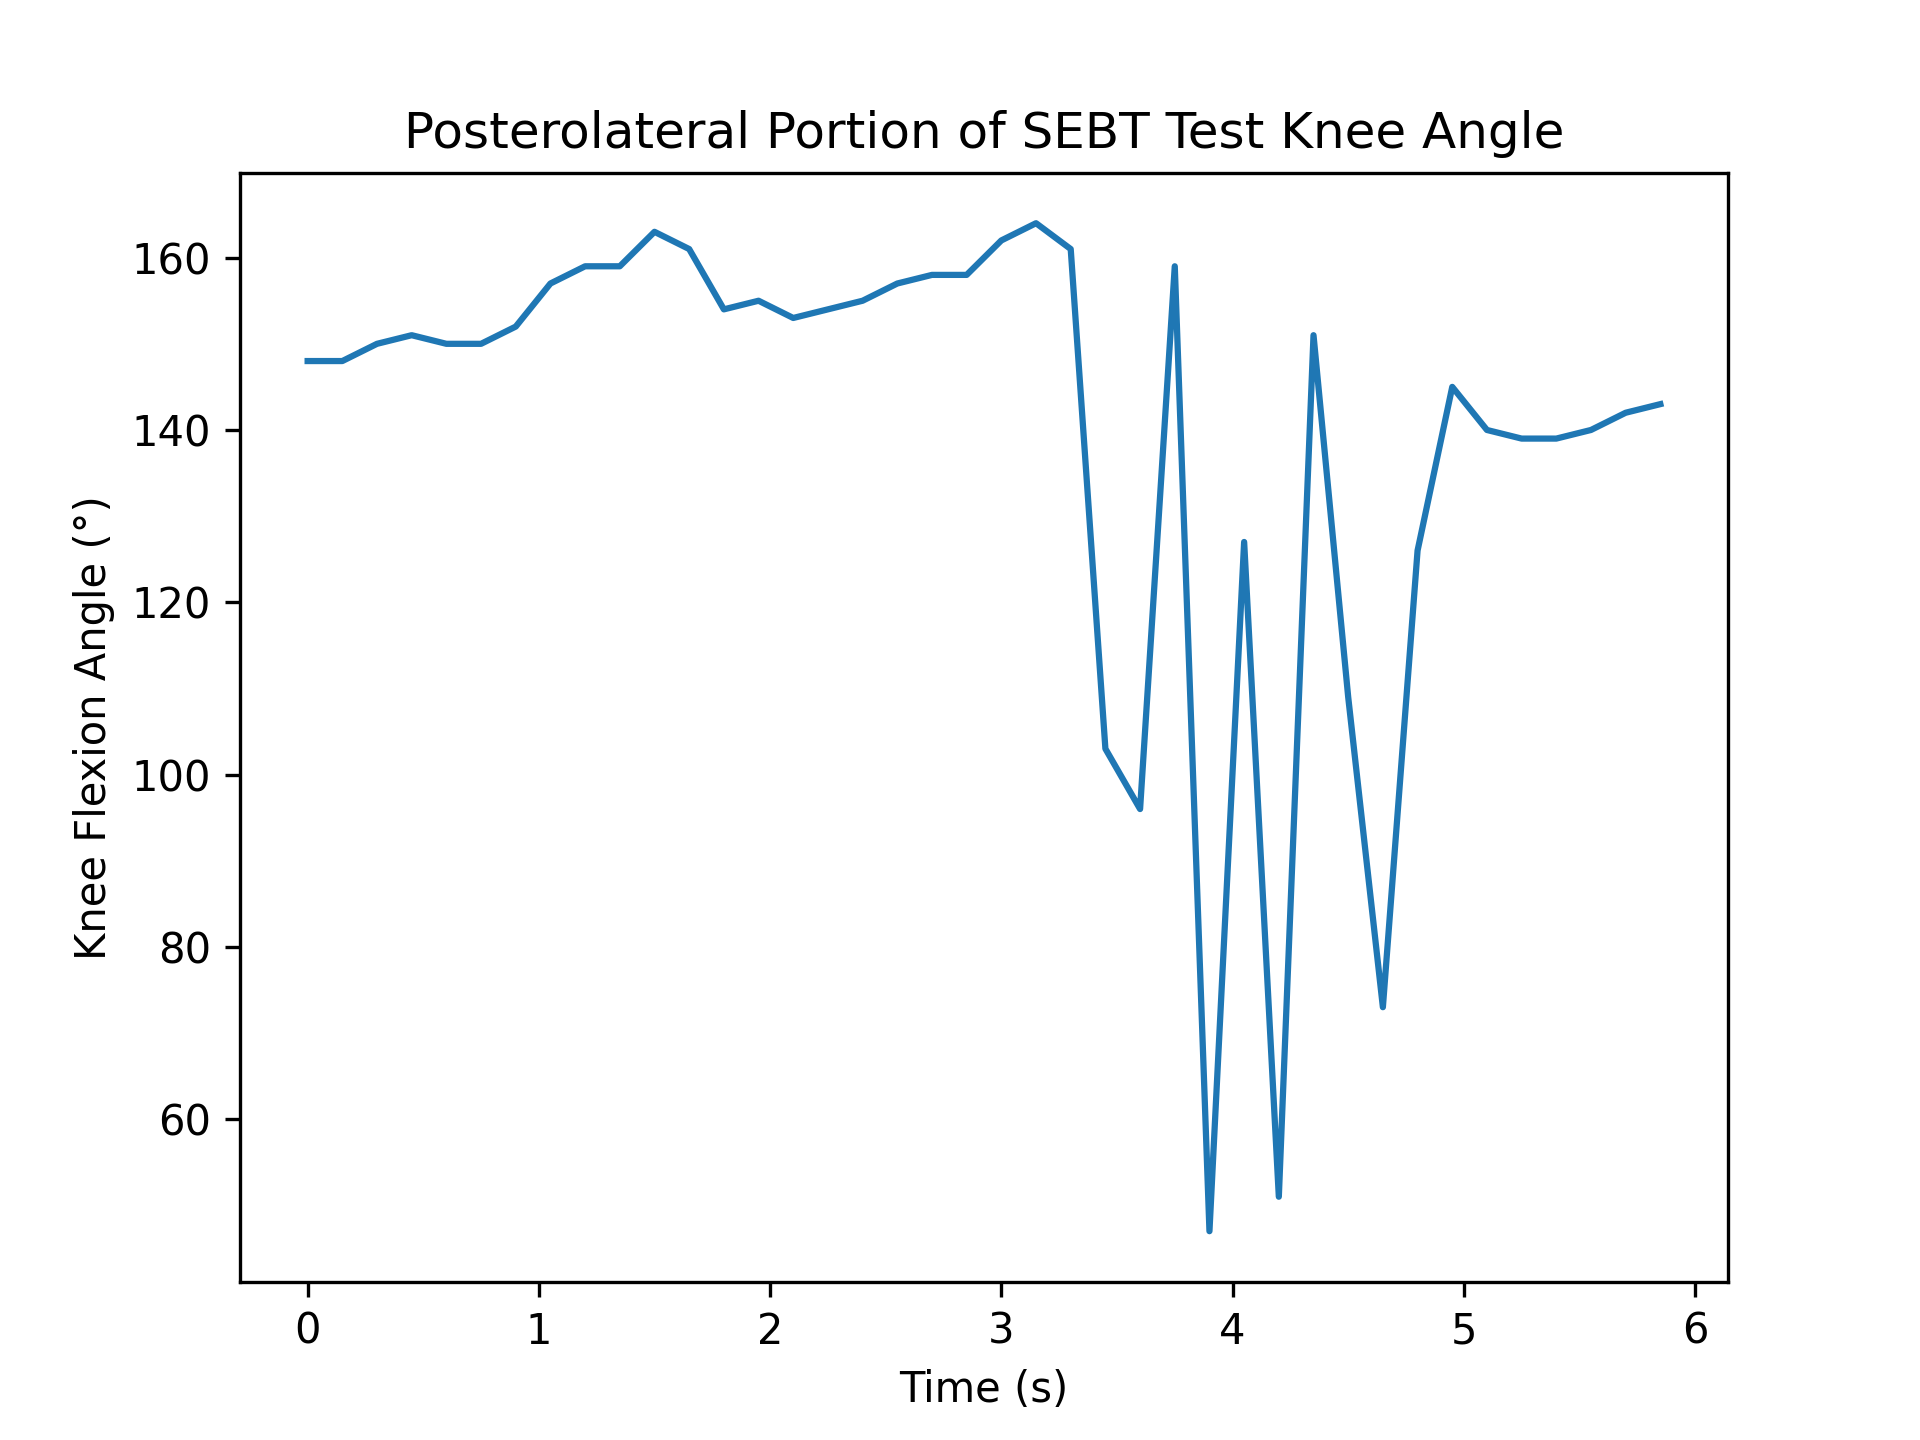 Posterolateral Portion of SEBT Test Knee Angle
Knee Flexion Angle (°)
160
140
120
100
80
60
0 1 2 3 4 5 6
Time (s)